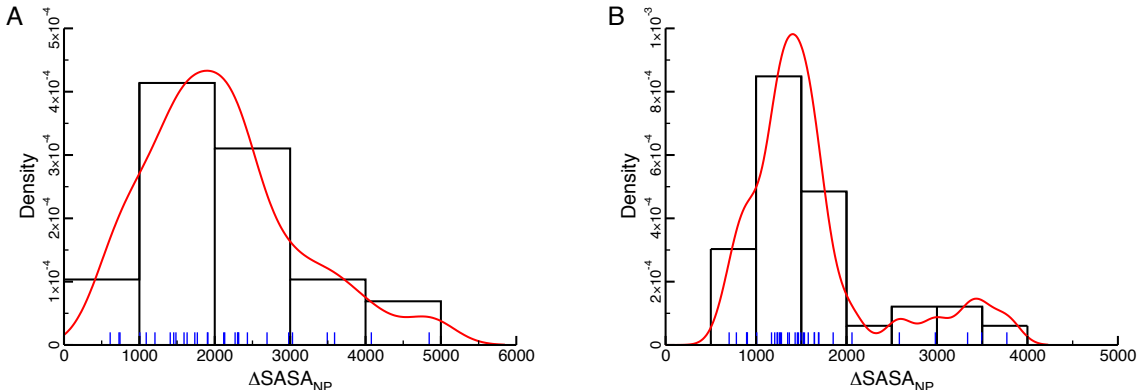 A
5×10⁻⁴
4×10⁻⁴
3×10⁻⁴
2×10⁻⁴
1×10⁻⁴
Density
0 1000 2000 3000 4000 5000 6000
ΔSASA_NP
B
1×10⁻³
8×10⁻⁴
6×10⁻⁴
4×10⁻⁴
2×10⁻⁴
Density
0 1000 2000 3000 4000 5000
ΔSASA_NP